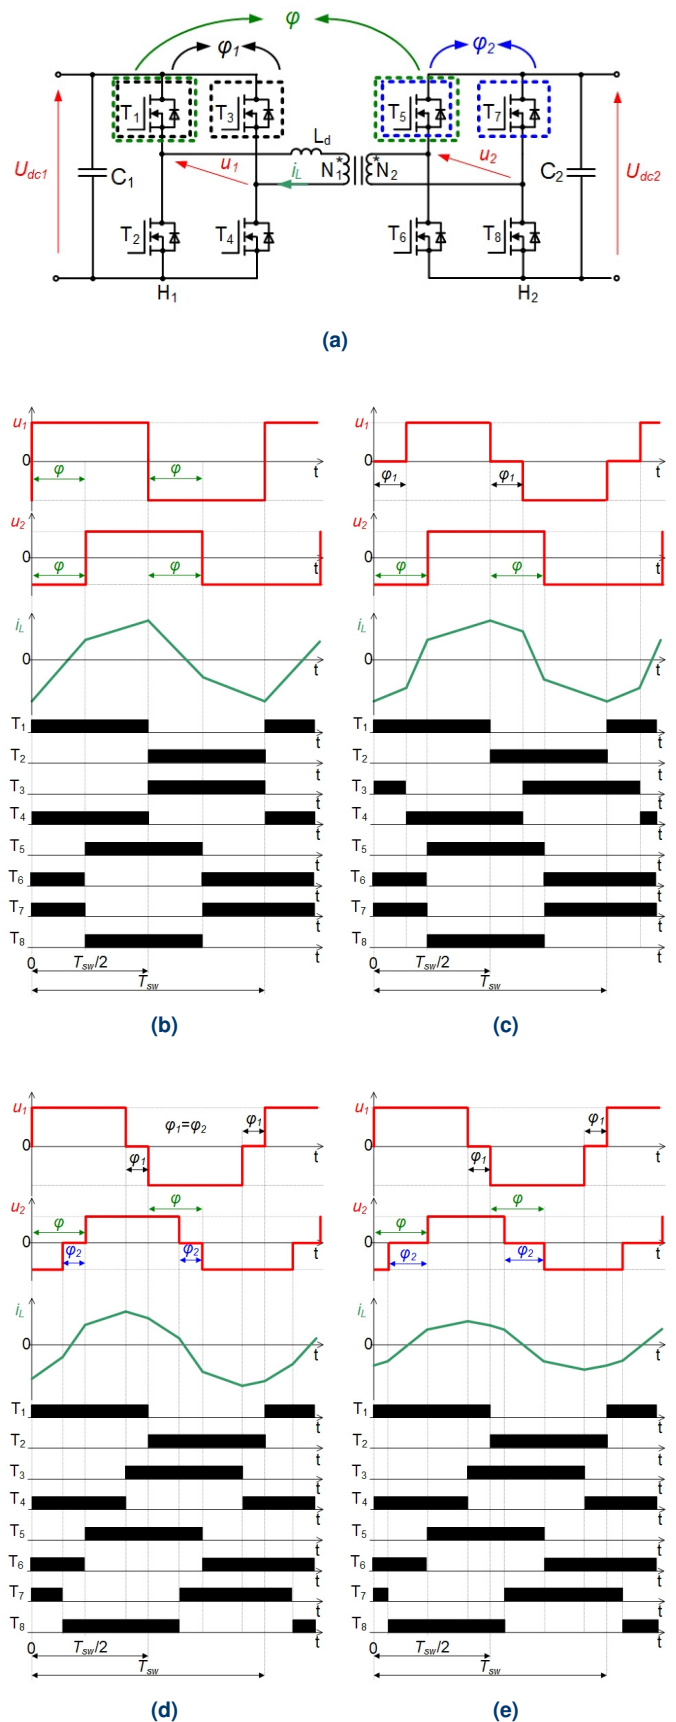 φ
φ1 φ2
T1 T3 T5 T7
Ld
Udc1 C1 u1 iL N1* *N2 u2 C2 Udc2
T2 T4 T6 T8
H1 H2
(a)
u1 0 φ φ t
u2 0 φ φ t
iL 0 t
T1 t
T2 t
T3 t
T4 t
T5 t
T6 t
T7 t
T8 t
0 Tsw/2
Tsw
(b)
u1 0 φ1 φ1 t
u2 0 φ φ t
iL 0 t
T1 t
T2 t
T3 t
T4 t
T5 t
T6 t
T7 t
T8 t
0 Tsw/2
Tsw
(c)
u1 φ1=φ2 φ1
0 φ1 t
u2 φ φ
0 φ2 φ2 t
iL 0 t
T1 t
T2 t
T3 t
T4 t
T5 t
T6 t
T7 t
T8 t
0 Tsw/2
Tsw
(d)
u1 φ1
0 φ1 t
u2 φ φ
0 φ2 φ2 t
iL 0 t
T1 t
T2 t
T3 t
T4 t
T5 t
T6 t
T7 t
T8 t
0 Tsw/2
Tsw
(e)